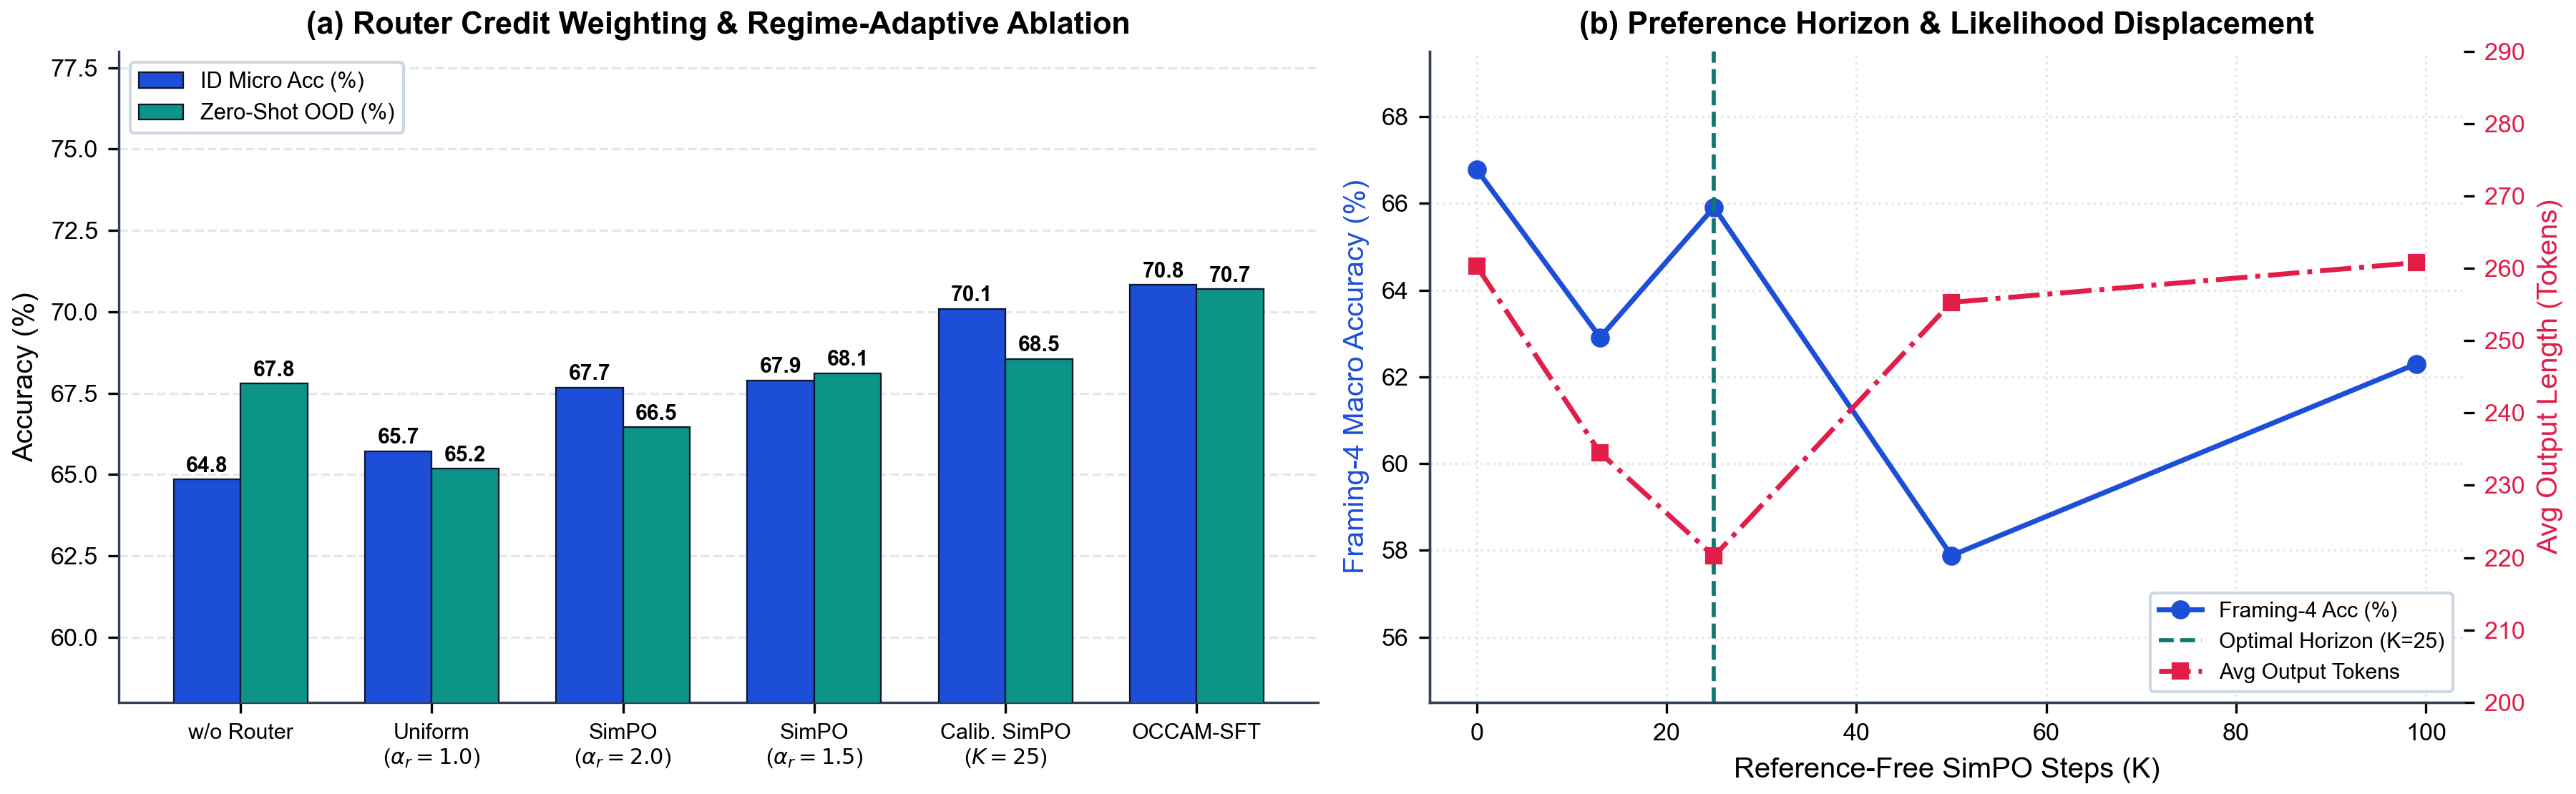 (a) Router Credit Weighting & Regime-Adaptive Ablation
ID Micro Acc (%)
Zero-Shot OOD (%)
Accuracy (%)
77.5
75.0
72.5
70.0
67.5
65.0
62.5
60.0
64.8
67.8
65.7
65.2
67.7
66.5
67.9
68.1
70.1
68.5
70.8
70.7
w/o Router
Uniform
(αr = 1.0)
SimPO
(αr = 2.0)
SimPO
(αr = 1.5)
Calib. SimPO
(K = 25)
OCCAM-SFT
(b) Preference Horizon & Likelihood Displacement
Framing-4 Macro Accuracy (%)
68
66
64
62
60
58
56
290
280
270
260
250
240
230
220
210
200
Avg Output Length (Tokens)
Framing-4 Acc (%)
Optimal Horizon (K=25)
Avg Output Tokens
0
20
40
60
80
100
Reference-Free SimPO Steps (K)